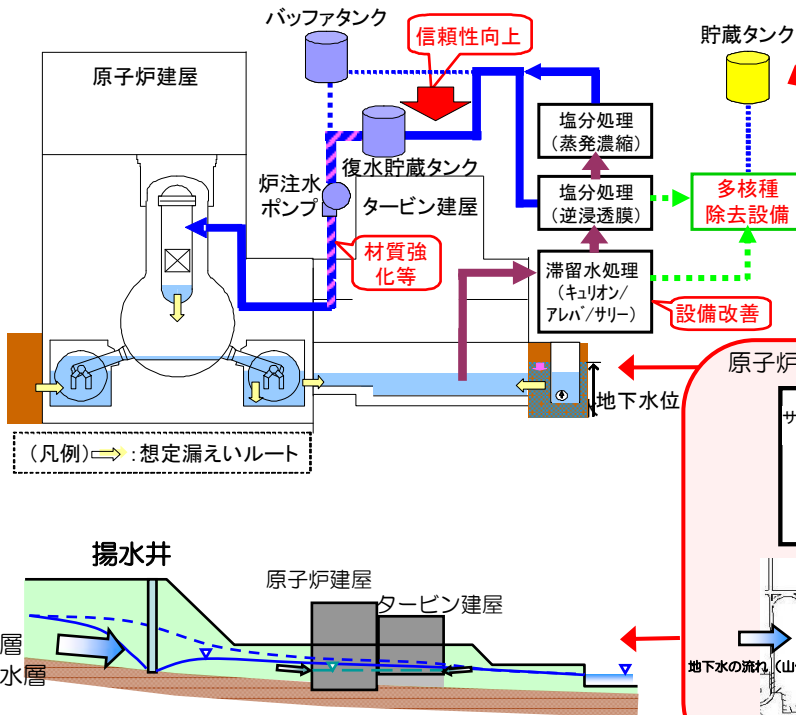 バッファタンク
信頼性向上
貯蔵タンク
原子炉建屋
塩分処理
(蒸発濃縮)
復水貯蔵タンク
炉注水
ポンプ
タービン建屋
塩分処理
(逆浸透膜)
多核種
除去設備
材質強
化等
滞留水処理
(キュリオン/
アレバ/サリー)
設備改善
原子炉
地下水位
サ
(凡例)⇨:想定漏えいルート
揚水井
原子炉建屋
タービン建屋
層
水層
地下水の流れ(山